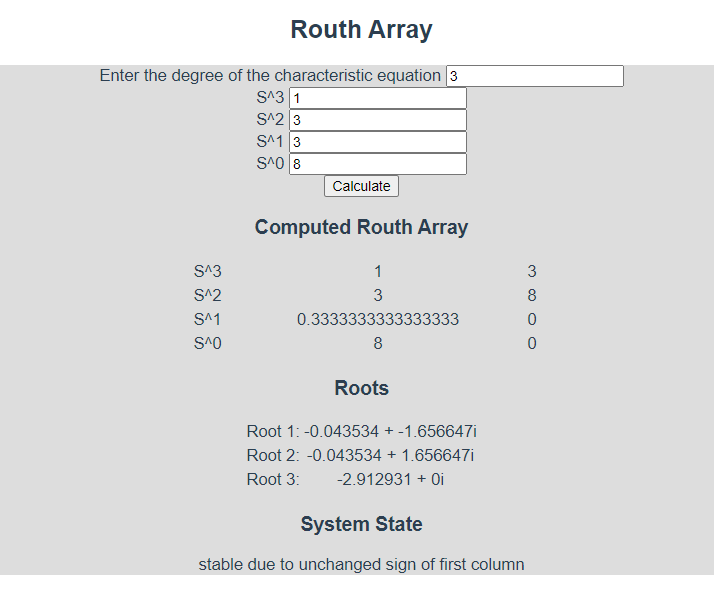 Routh Array
Enter the degree of the characteristic equation 3
S^3 1
S^2 3
S^1 3
S^0 8
Calculate
Computed Routh Array
S^3 1 3
S^2 3 8
S^1 0.3333333333333333 0
S^0 8 0
Roots
Root 1: -0.043534 + -1.656647i
Root 2: -0.043534 + 1.656647i
Root 3: -2.912931 + 0i
System State
stable due to unchanged sign of first column